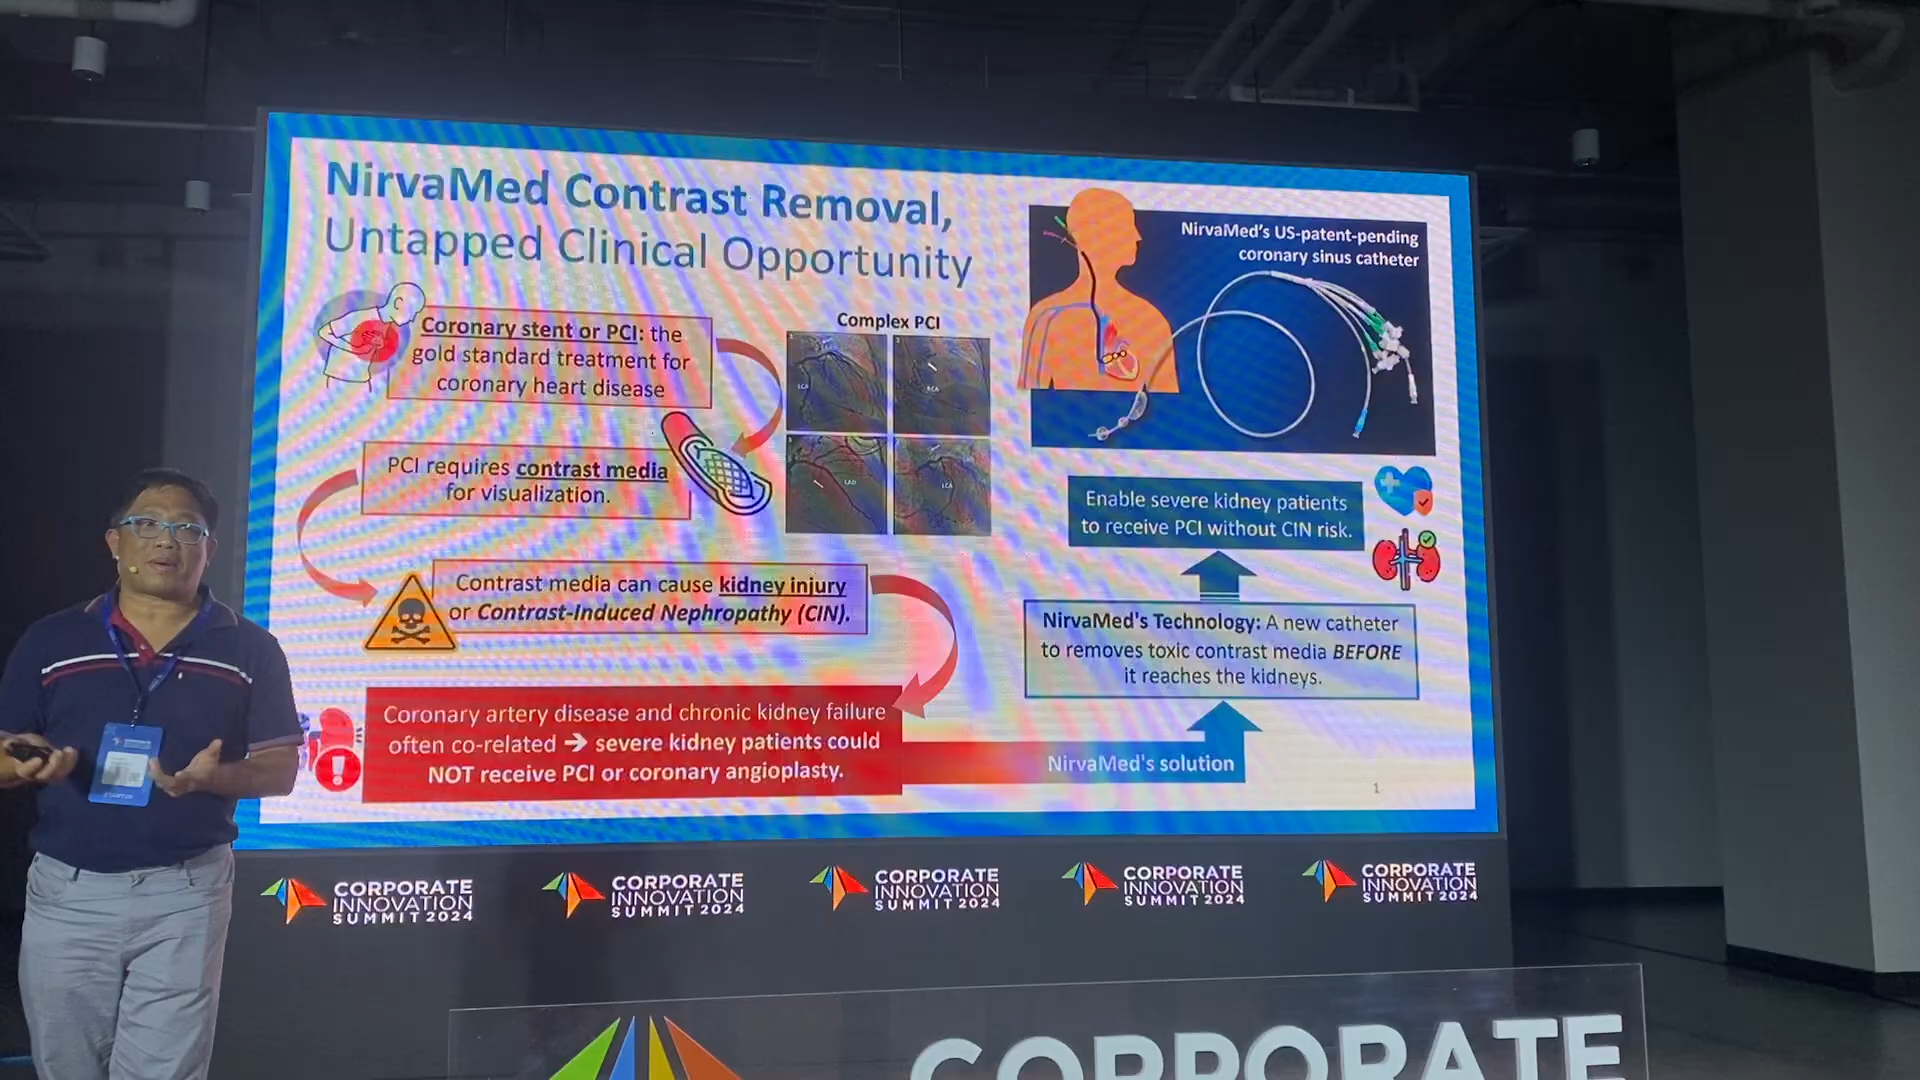 NirvaMed Contrast Removal,
Untapped Clinical Opportunity
Coronary stent or PCI: the
gold standard treatment for
coronary heart disease
PCI requires contrast media
for visualization.
Contrast media can cause kidney injury
or Contrast-Induced Nephropathy (CIN).
Coronary artery disease and chronic kidney failure
often co-related → severe kidney patients could
NOT receive PCI or coronary angioplasty.
Complex PCI
LCA
RCA
LAD
LCA
NirvaMed's US-patent-pending
coronary sinus catheter
Enable severe kidney patients
to receive PCI without CIN risk.
NirvaMed's Technology: A new catheter
to removes toxic contrast media BEFORE
it reaches the kidneys.
NirvaMed's solution
1
CORPORATE
INNOVATION
SUMMIT 2024
CORPORATE
INNOVATION
SUMMIT 2024
CORPORATE
INNOVATION
SUMMIT 2024
CORPORATE
INNOVATION
SUMMIT 2024
CORPORATE
INNOVATION
SUMMIT 2024
CORPORATE